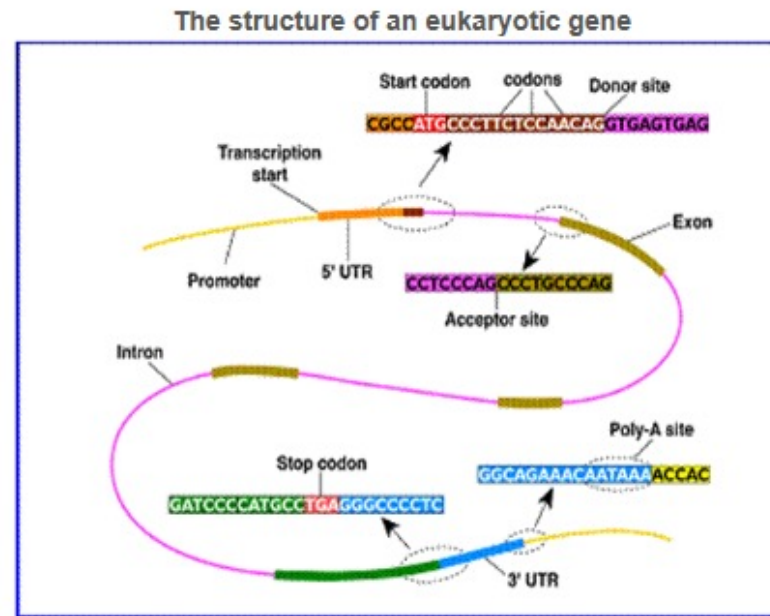 The structure of an eukaryotic gene
Start codon
codons
Donor site
CGCCATGCCCTTCTCCAACAGGTGAGTGAG
Transcription
start
Promoter
5' UTR
Exon
CCTCCCAGCCCTGCCCAG
Acceptor site
Intron
Poly-A site
GGCAGAAACAATAAAACCAC
Stop codon
GATCCCCATGCCTGAGGGCCCCTC
3' UTR